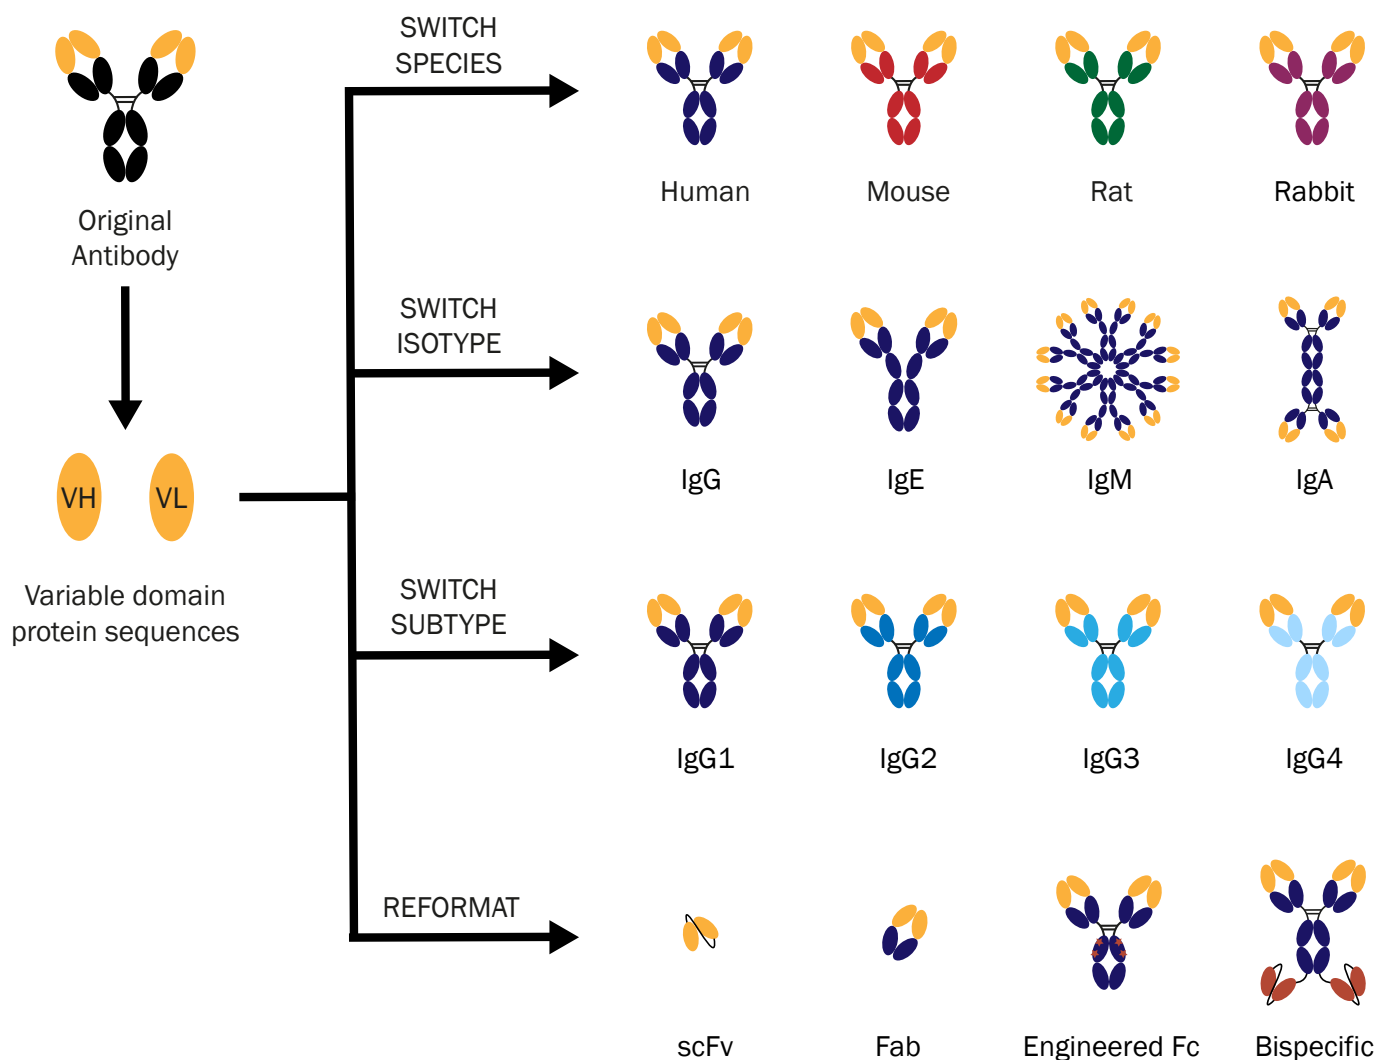 Original
Antibody
VH
VL
Variable domain
protein sequences
SWITCH
SPECIES
Human
Mouse
Rat
Rabbit
SWITCH
ISOTYPE
IgG
IgE
IgM
IgA
SWITCH
SUBTYPE
IgG1
IgG2
IgG3
IgG4
REFORMAT
scFv
Fab
Engineered Fc
Bispecific